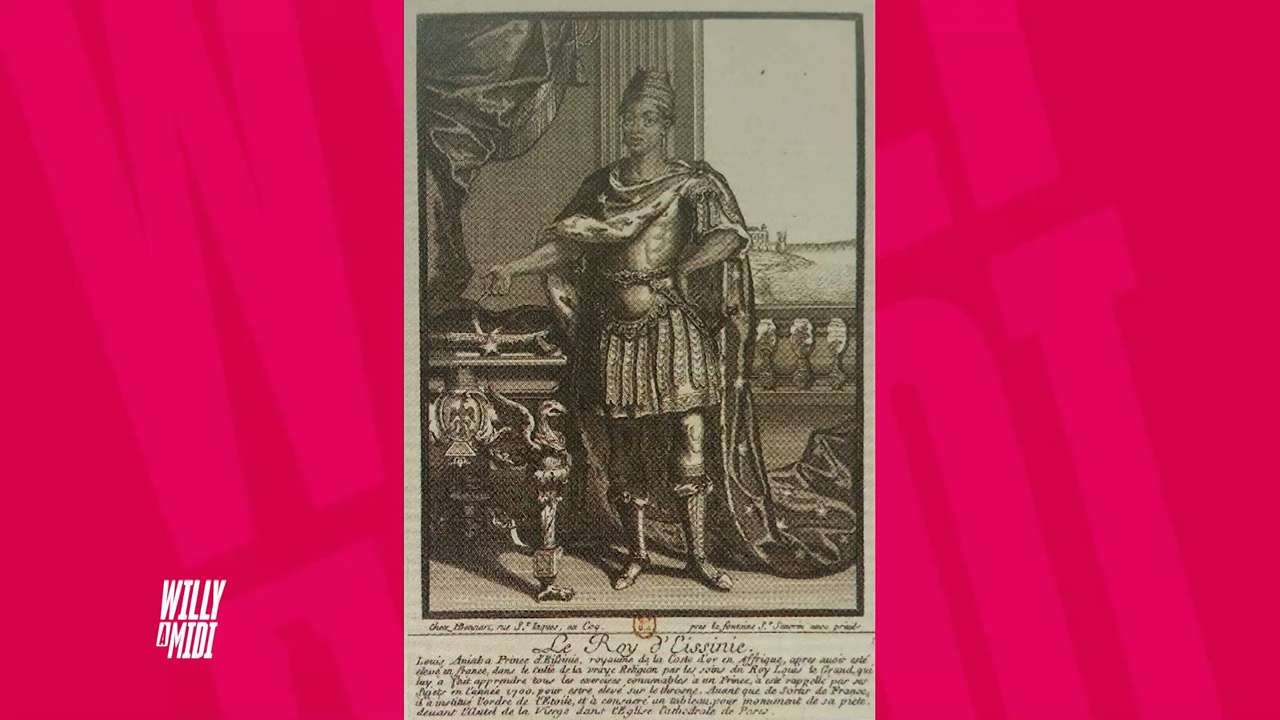 WILLY
A MIDI
Chez Bonnart, rue St. Iaques, au Coq. pres la fontaine St. Severin avec privil
Le Roy d'Eissinie.
Louis Aniaba Prince d'Eissinie, royaume de la Coste d'or en Affrique, apres avoir esté
élevé en france, dans le culte de la vraye Religion par les soins du Roy Louis le Grand, qui
luy a fait apprendre tous les exercices convenables à un Prince, a esté rappellé par ses
Sujets en l'année 1700. pour estre elevé sur le throsne. Auant que de Sortir de France,
il a institué l'ordre de l'Etoile, et à consacré un tableau, pour monument de sa pieté,
devant l'Autel de la Vierge dans l'Eglise Cathedrale de Paris.